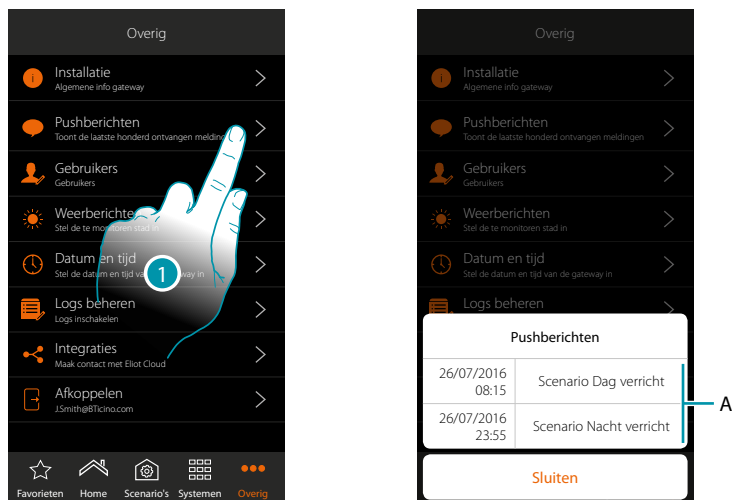 Overig
Installatie
Algemene info gateway
Pushberichten
Toont de laatste honderd ontvangen
Gebruikers
Gebruikers
Weerberichten
Stel de te monitoren stad in
Datum en tijd
Stel de datum en tijd in
1
Logs beheren
Logs inschakelen
Integraties
Maak contact met Eliot Cloud
Afkoppelen
J.Smith@BTicino.com
Favorieten
Home
Scenario's
Systemen
Overig
Overig
Installatie
Algemene info gateway
Pushberichten
Toont de laatste honderd ontvangen meldingen
Gebruikers
Gebruikers
Weerberichten
Stel de te monitoren stad in
Datum en tijd
Stel de datum en tijd van de gateway in
Logs beheren
Pushberichten
26/07/2016
08:15
Scenario Dag verricht
26/07/2016
23:55
Scenario Nacht verricht
Sluiten
A